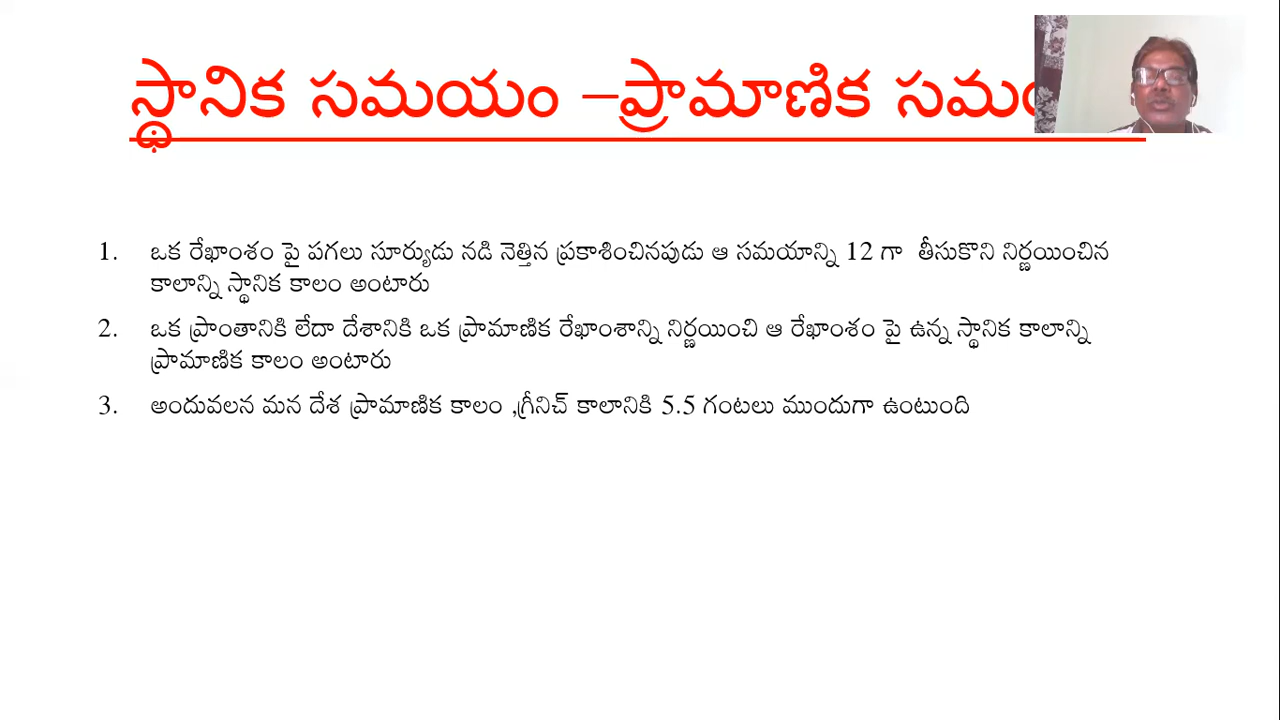 స్థానిక సమయం –ప్రామాణిక
1. ఒక రేఖాంశం పై పగలు సూర్యుడు నడి నెత్తిన ప్రకాశించినపుడు ఆ సమయాన్ని 12 గా తీసుకొని నిర్ణయించిన
కాలాన్ని స్థానిక కాలం అంటారు
2. ఒక ప్రాంతానికి లేదా దేశానికి ఒక ప్రామాణిక రేఖాంశాన్ని నిర్ణయించి ఆ రేఖాంశం పై ఉన్న స్థానిక కాలాన్ని
ప్రామాణిక కాలం అంటారు
3. అందువలన మన దేశ ప్రామాణిక కాలం ,గ్రీనిచ్ కాలానికి 5.5 గంటలు ముందుగా ఉంటుంది